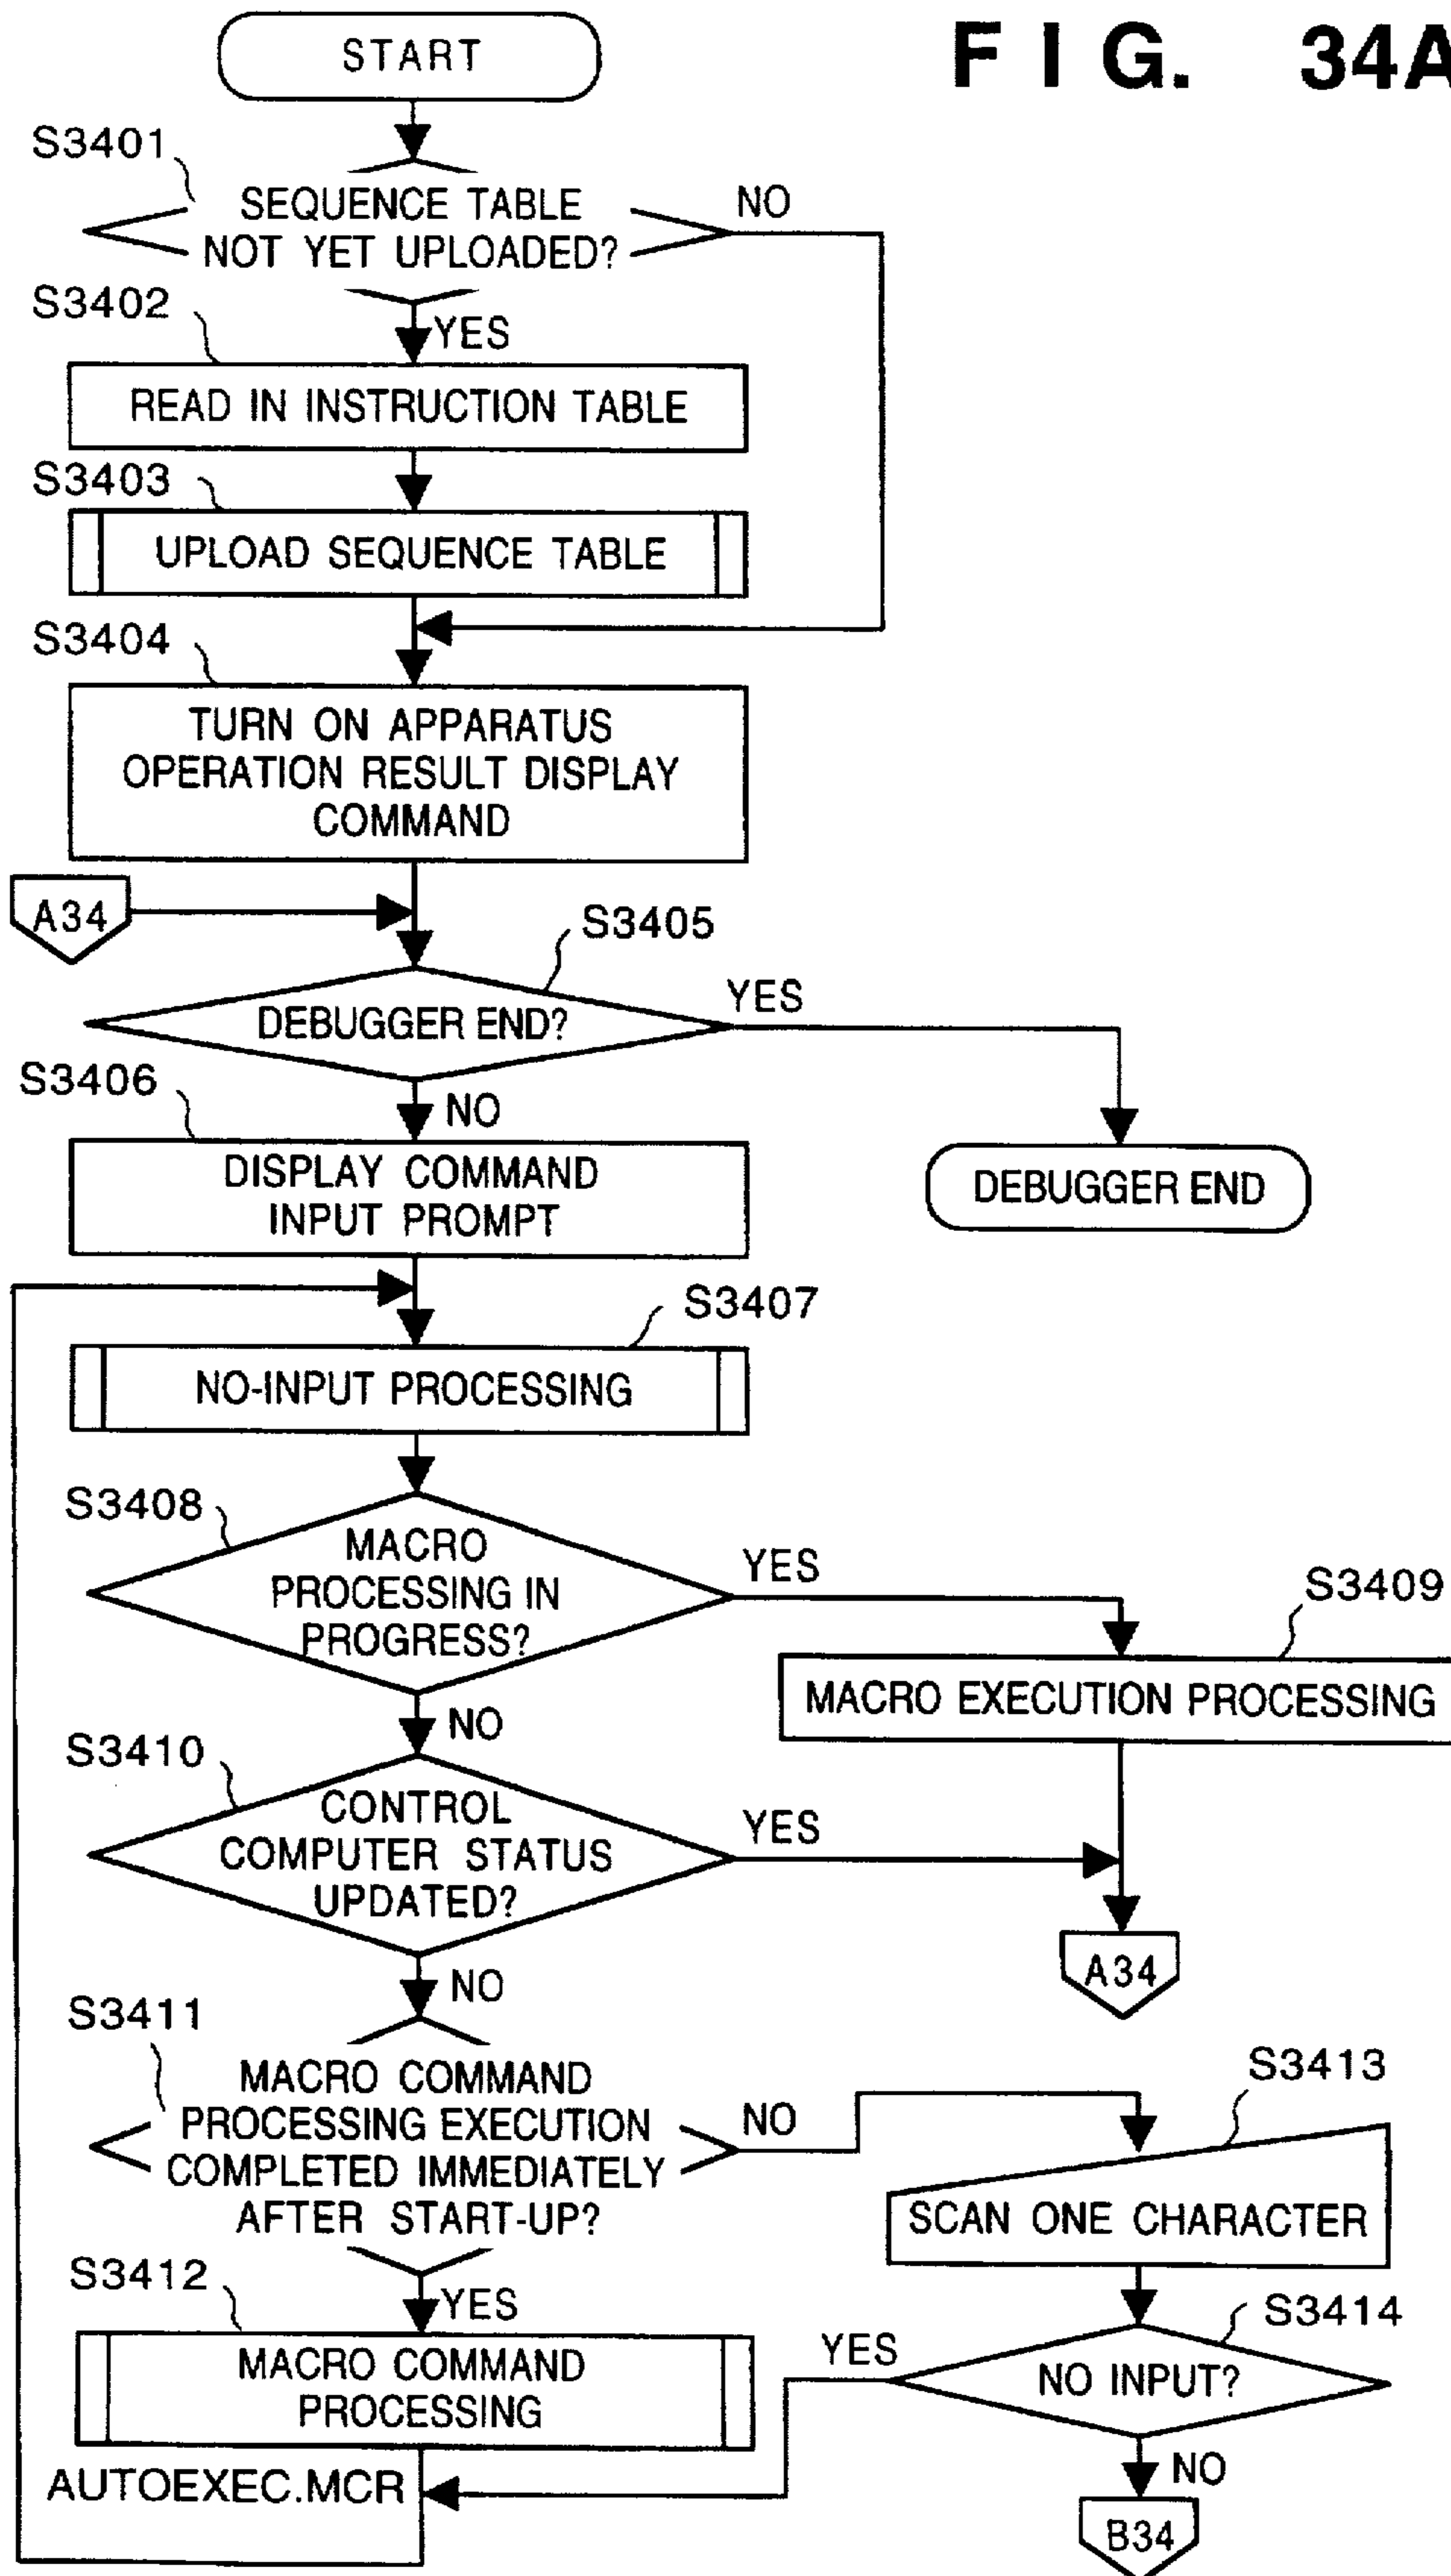 FIG. 34A
START
S3401
SEQUENCE TABLE
NOT YET UPLOADED?
NO
YES
S3402
READ IN INSTRUCTION TABLE
S3403
UPLOAD SEQUENCE TABLE
S3404
TURN ON APPARATUS
OPERATION RESULT DISPLAY
COMMAND
A34
S3405
DEBUGGER END?
YES
NO
DEBUGGER END
S3406
DISPLAY COMMAND
INPUT PROMPT
S3407
NO-INPUT PROCESSING
S3408
MACRO
PROCESSING IN
PROGRESS?
YES
NO
S3409
MACRO EXECUTION PROCESSING
S3410
CONTROL
COMPUTER STATUS
UPDATED?
YES
NO
A34
S3411
MACRO COMMAND
PROCESSING EXECUTION
COMPLETED IMMEDIATELY
AFTER START-UP?
NO
YES
S3413
SCAN ONE CHARACTER
S3412
MACRO COMMAND
PROCESSING
S3414
NO INPUT?
YES
NO
AUTOEXEC.MCR
B34